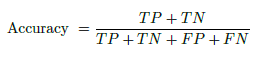 Accuracy = TP + TN / TP + TN + FP + FN